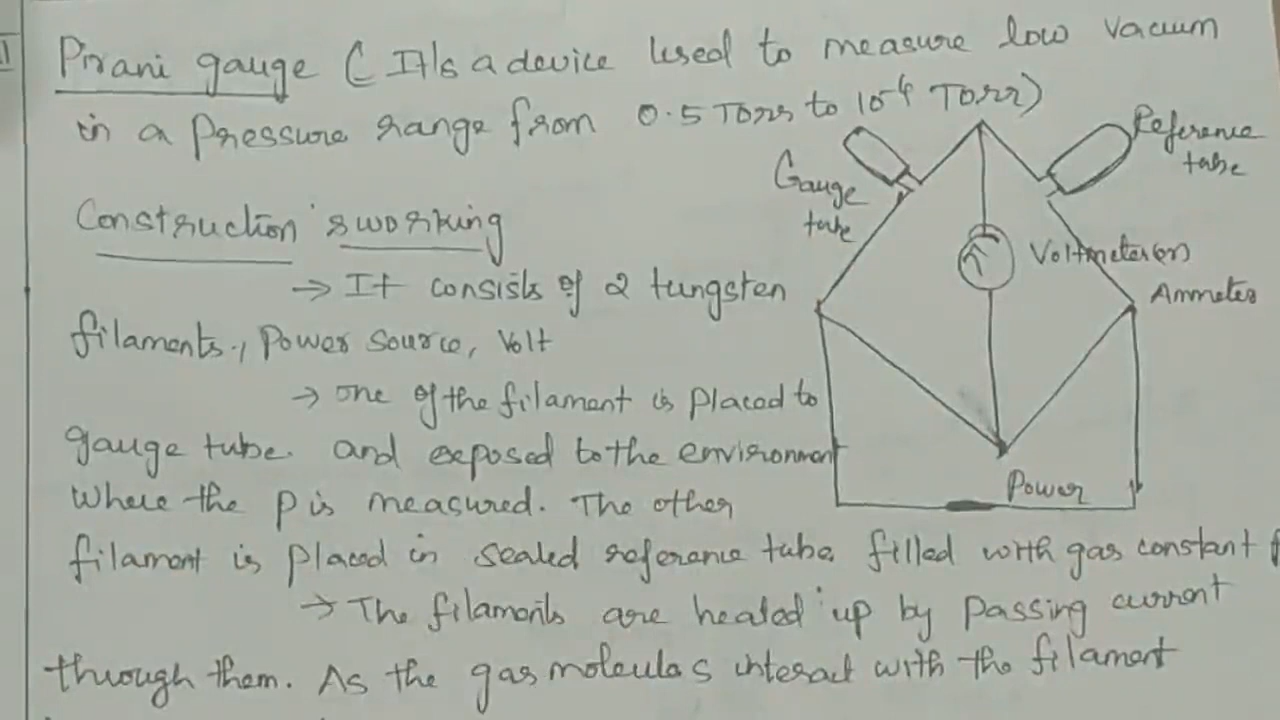 II
Pirani gauge ( It is a device used to measure low vacuum
in a pressure range from 0.5 Torr to 10⁻⁴ Torr)
Reference
tube
Gauge
tube
Construction & working
Voltmeter (or)
Ammeter
→ It consists of 2 tungsten
filaments, Power source, Volt
→ one of the filament is placed to
gauge tube. and exposed to the environment
Where the p is measured. The other
Power
filament is placed in sealed reference tube filled with gas constant
→ The filaments are heated up by passing current
through them. As the gas moleulas interact with the filament